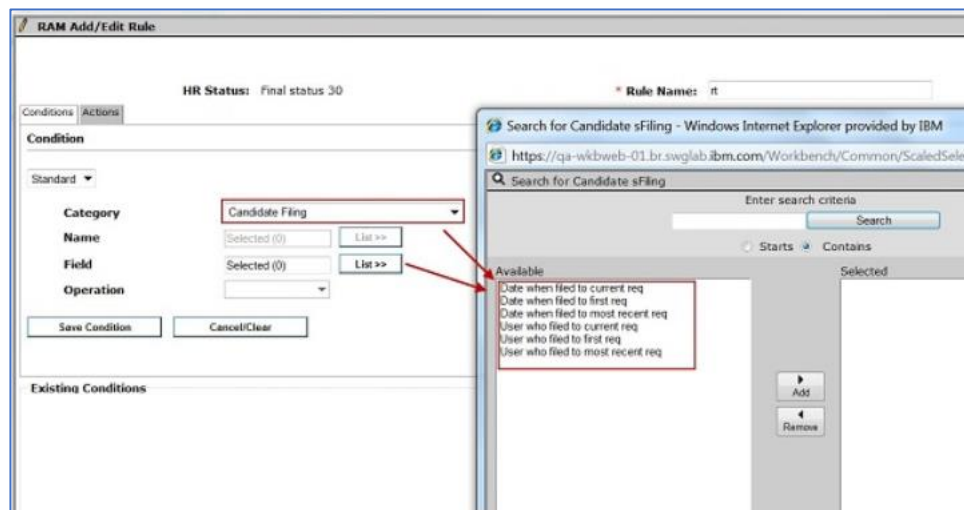 RAM Add/Edit Rule
HR Status: Final status 30
* Rule Name: rt
Conditions Actions
Condition
Standard
Category Candidate Filing
Name Selected (0) List >>
Field Selected (0) List >>
Operation
Save Condition Cancel/Clear
Existing Conditions
Search for Candidate sFiling - Windows Internet Explorer provided by IBM
https://qa-wkbweb-01.br.swglab.ibm.com/Workbench/Common/ScaledSele
Search for Candidate sFiling
Enter search criteria
Search
Starts Contains
Available Selected
Date when filed to current req
Date when filed to first req
Date when filed to most recent req
User who filed to current req
User who filed to first req
User who filed to most recent req
Add
Remove